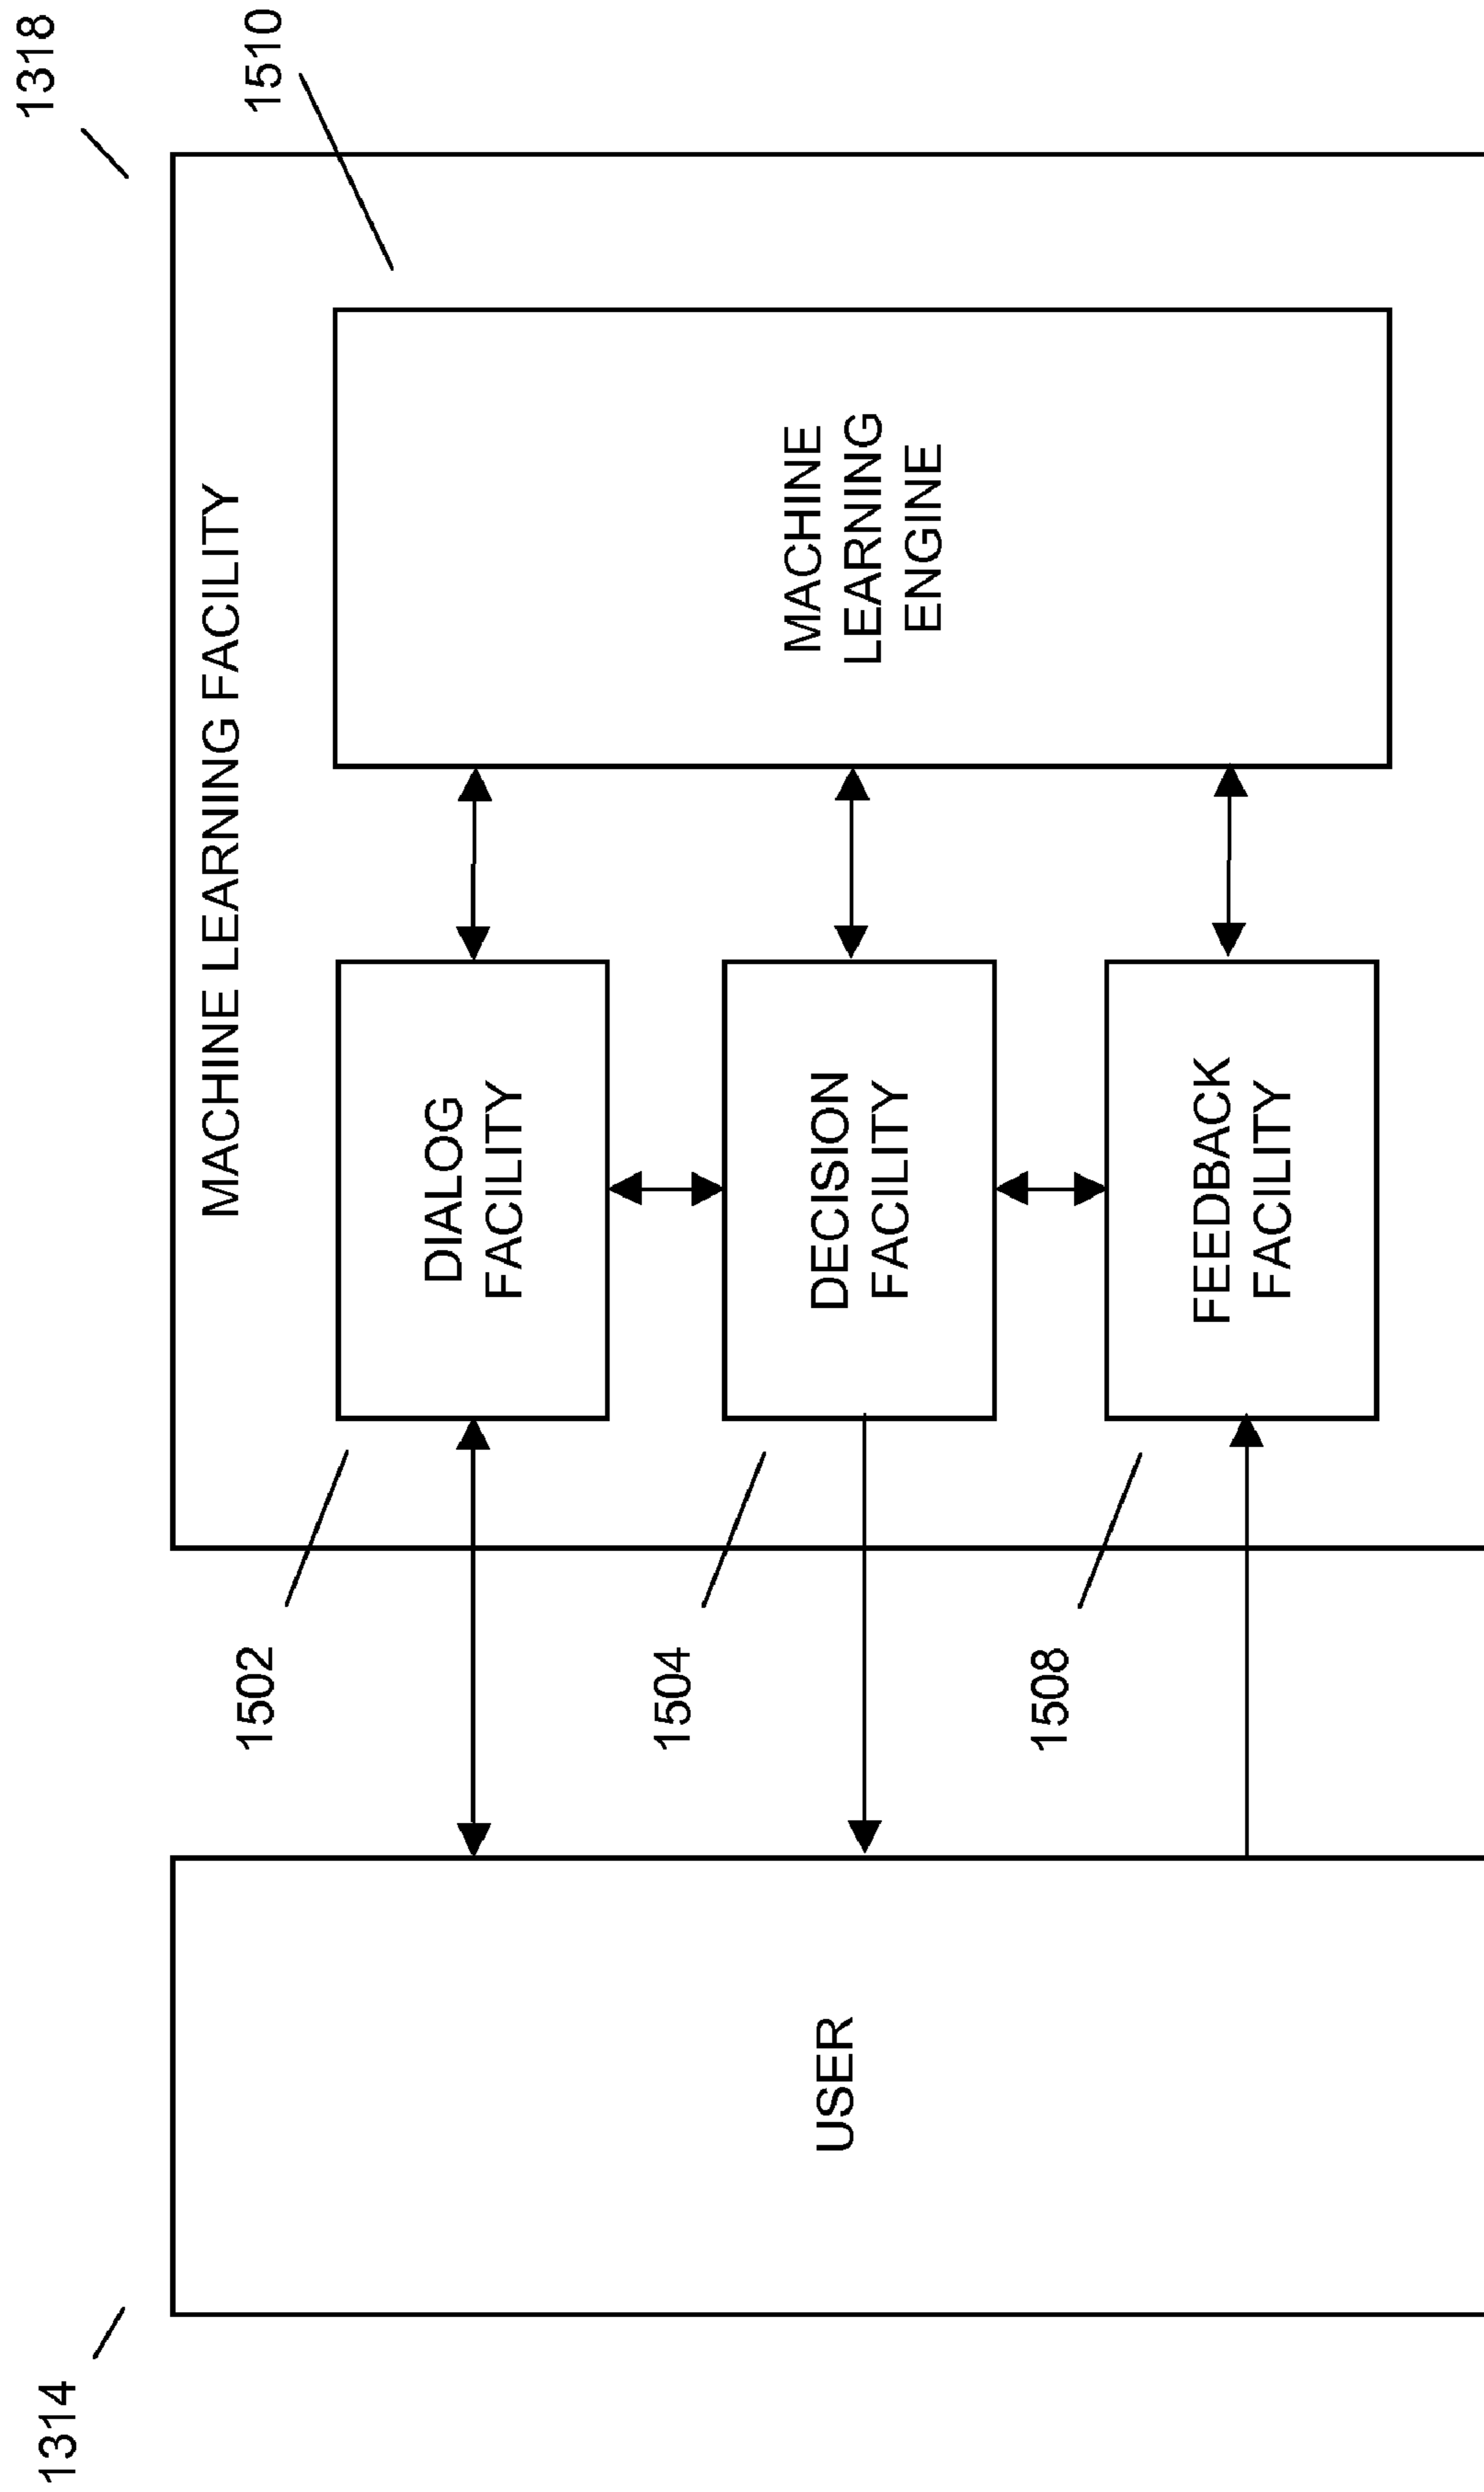 1314
1318
MACHINE LEARNING FACILITY
1510
USER
1502
DIALOG
FACILITY
1504
DECISION
FACILITY
1508
FEEDBACK
FACILITY
MACHINE
LEARNING
ENGINE